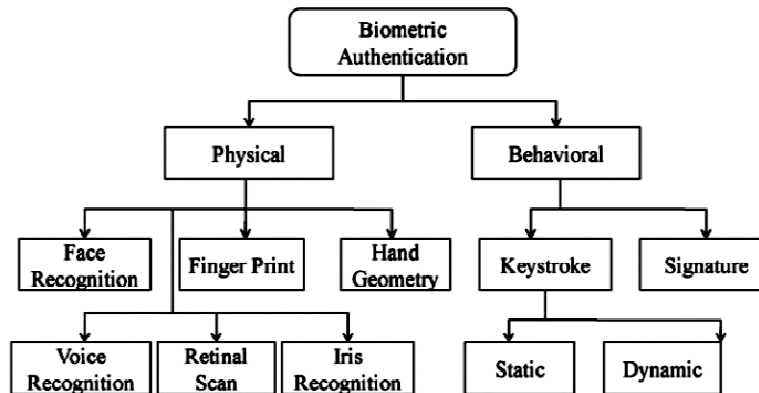 Biometric
Authentication
Physical
Behavioral
Face
Recognition
Finger Print
Hand
Geometry
Keystroke
Signature
Voice
Recognition
Retinal
Scan
Iris
Recognition
Static
Dynamic